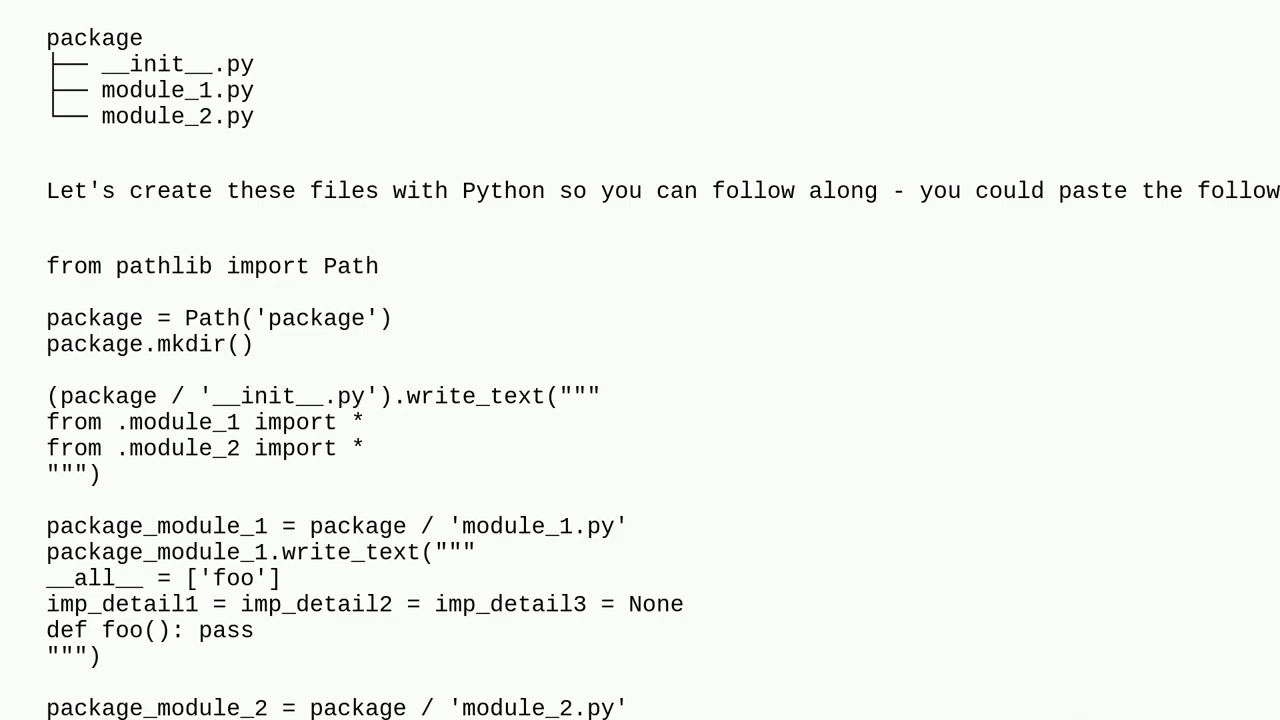 package
├── __init__.py
├── module_1.py
└── module_2.py
Let's create these files with Python so you can follow along - you could paste the follow
from pathlib import Path
package = Path('package')
package.mkdir()
(package / '__init__.py').write_text("""
from .module_1 import *
from .module_2 import *
""")
package_module_1 = package / 'module_1.py'
package_module_1.write_text("""
__all__ = ['foo']
imp_detail1 = imp_detail2 = imp_detail3 = None
def foo(): pass
""")
package_module_2 = package / 'module_2.py'